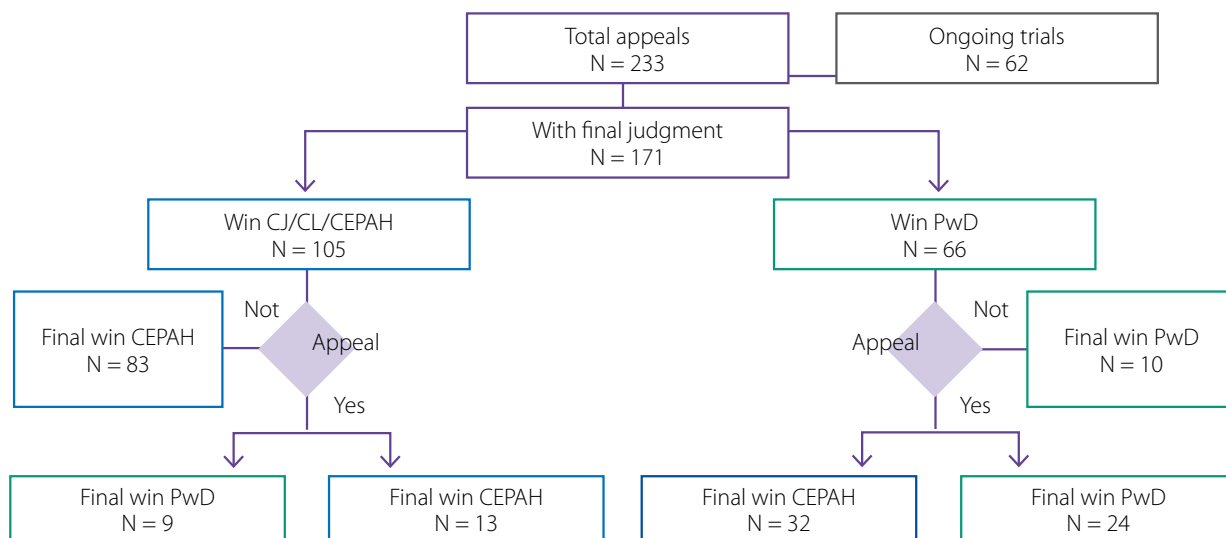 Total appeals
N = 233
Ongoing trials
N = 62
With final judgment
N = 171
Win CJ/CL/CEPAH
N = 105
Win PwD
N = 66
Not
Final win CEPAH
N = 83
Appeal
Yes
Not
Appeal
Final win PwD
N = 10
Yes
Final win PwD
N = 9
Final win CEPAH
N = 13
Final win CEPAH
N = 32
Final win PwD
N = 24